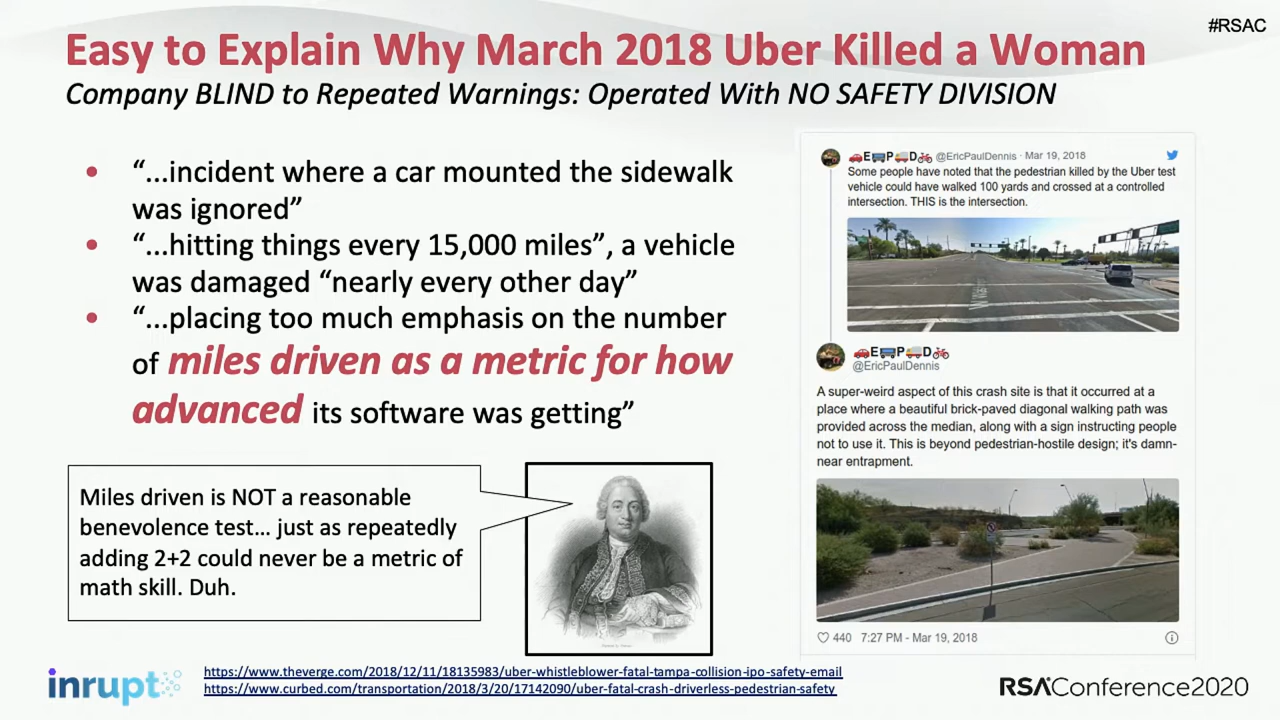 #RSAC
Easy to Explain Why March 2018 Uber Killed a Woman
Company BLIND to Repeated Warnings: Operated With NO SAFETY DIVISION
• “...incident where a car mounted the sidewalk
was ignored”
• “...hitting things every 15,000 miles”, a vehicle
was damaged “nearly every other day”
• “...placing too much emphasis on the number
of miles driven as a metric for how
advanced its software was getting”
Miles driven is NOT a reasonable
benevolence test... just as repeatedly
adding 2+2 could never be a metric of
math skill. Duh.
🚗E🚌P🚚D🚲 @EricPaulDennis · Mar 19, 2018
Some people have noted that the pedestrian killed by the Uber test
vehicle could have walked 100 yards and crossed at a controlled
intersection. THIS is the intersection.
🚗E🚌P🚚D🚲
@EricPaulDennis
A super-weird aspect of this crash site is that it occurred at a
place where a beautiful brick-paved diagonal walking path was
provided across the median, along with a sign instructing people
not to use it. This is beyond pedestrian-hostile design; it's damn-
near entrapment.
440 7:27 PM - Mar 19, 2018
inrupt
https://www.theverge.com/2018/12/11/18135983/uber-whistleblower-fatal-tampa-collision-ipo-safety-email
https://www.curbed.com/transportation/2018/3/20/17142090/uber-fatal-crash-driverless-pedestrian-safety
RSAConference2020